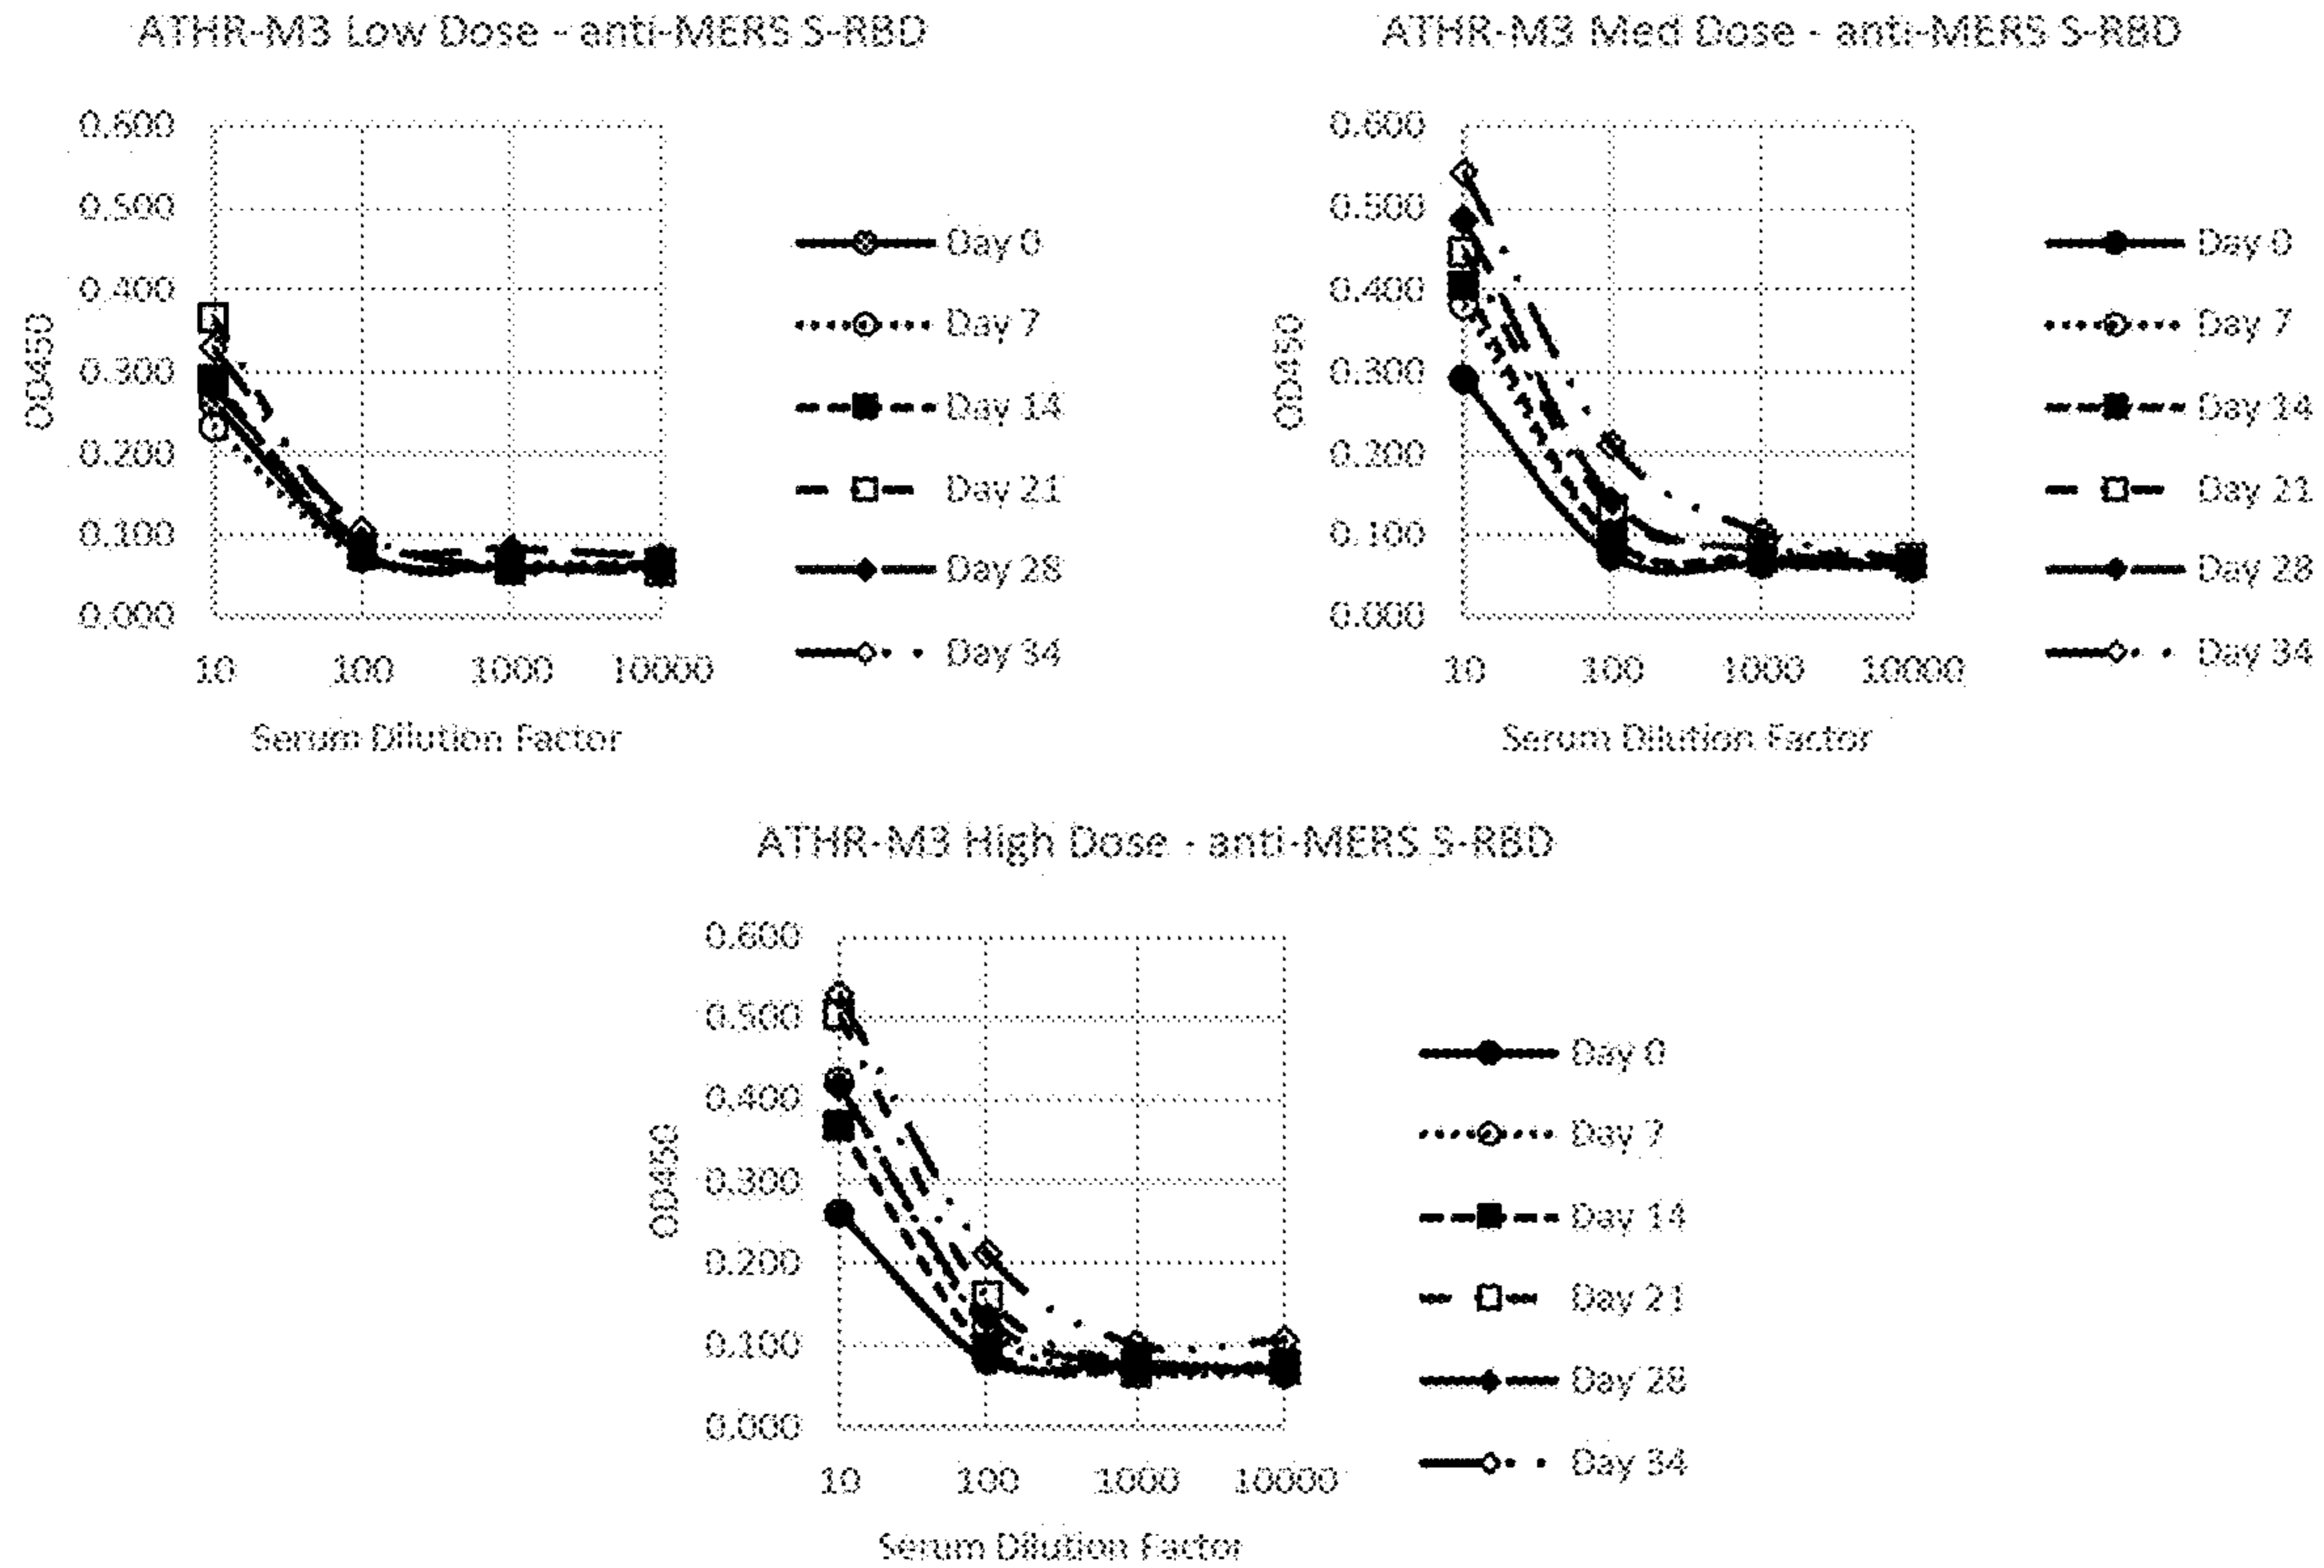 ATHR-M3 Low Dose - anti-MERS S-RBD
0.600
0.500
0.400
0.300
0.200
0.100
0.000
OD450
10 100 1000 10000
Serum Dilution Factor
Day 0
Day 7
Day 14
Day 21
Day 28
Day 34
ATHR-M3 Med Dose - anti-MERS S-RBD
0.600
0.500
0.400
0.300
0.200
0.100
0.000
OD450
10 100 1000 10000
Serum Dilution Factor
Day 0
Day 7
Day 14
Day 21
Day 28
Day 34
ATHR-M3 High Dose - anti-MERS S-RBD
0.600
0.500
0.400
0.300
0.200
0.100
0.000
OD450
10 100 1000 10000
Serum Dilution Factor
Day 0
Day 7
Day 14
Day 21
Day 28
Day 34